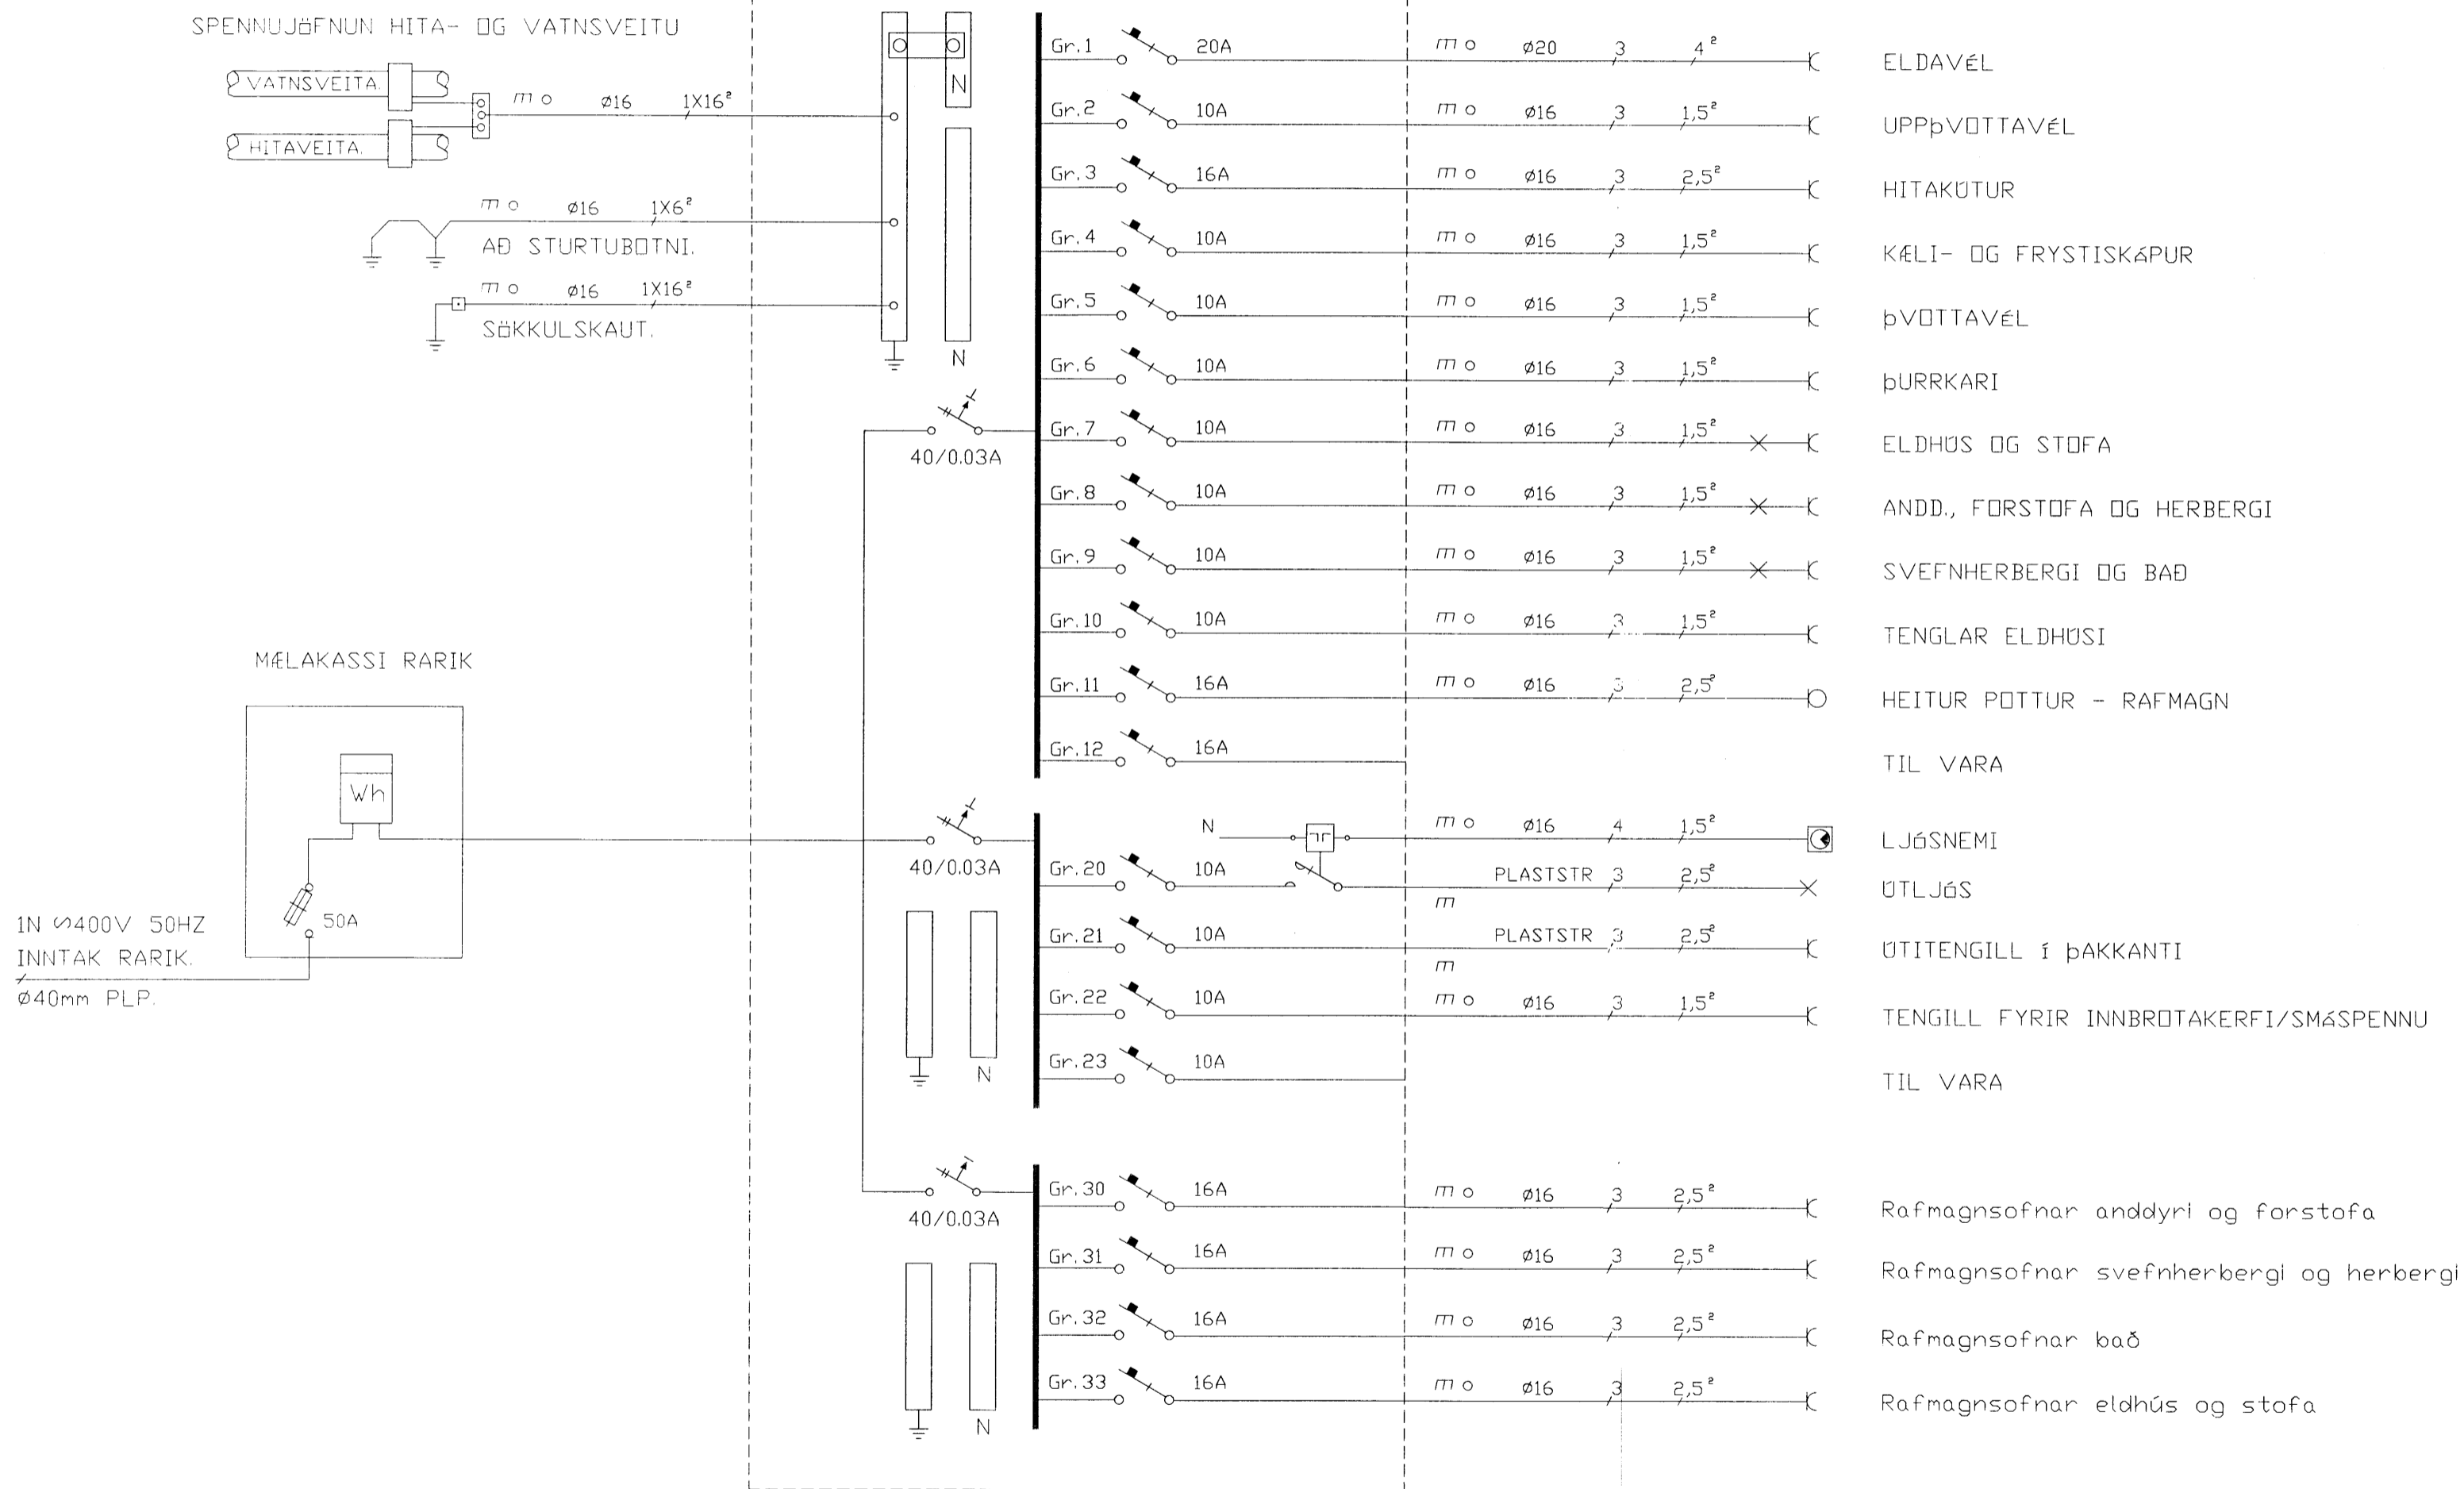 SPENNUJÖFNUN HITA- OG VATNSVEITU
VATNSVEITA.
HITAVEITA.
m o ø16 1X16²
m o ø16 1X6²
AÐ STURTUBOTNI.
m o ø16 1X16²
SÖKKULSKAUT.
N
N
40/0.03A
MÆLAKASSI RARIK
Wh
50A
1N ∿400V 50HZ
INNTAK RARIK.
Ø40mm PLP.
Gr.1 20A m o ø20 3 4² ELDAVÉL
Gr.2 10A m o ø16 3 1,5² UPPÞVOTTAVÉL
Gr.3 16A m o ø16 3 2,5² HITAKÚTUR
Gr.4 10A m o ø16 3 1,5² KÆLI- OG FRYSTISKÁPUR
Gr.5 10A m o ø16 3 1,5² ÞVOTTAVÉL
Gr.6 10A m o ø16 3 1,5² ÞURRKARI
Gr.7 10A m o ø16 3 1,5² ELDHÚS OG STOFA
Gr.8 10A m o ø16 3 1,5² ANDD., FORSTOFA OG HERBERGI
Gr.9 10A m o ø16 3 1,5² SVEFNHERBERGI OG BAÐ
Gr.10 10A m o ø16 3 1,5² TENGLAR ELDHÚSI
Gr.11 16A m o ø16 3 2,5² HEITUR POTTUR - RAFMAGN
Gr.12 16A TIL VARA
40/0.03A
N m o ø16 4 1,5² LJÓSNEMI
Gr.20 10A PLASTSTR 3 2,5² ÚTLJÓS
m
Gr.21 10A PLASTSTR 3 2,5² ÚTITENGILL Í ÞAKKANTI
m
Gr.22 10A m o ø16 3 1,5² TENGILL FYRIR INNBROTAKERFI/SMÁSPENNU
Gr.23 10A TIL VARA
N
40/0.03A
Gr.30 16A m o ø16 3 2,5² Rafmagnsofnar anddyri og forstofa
Gr.31 16A m o ø16 3 2,5² Rafmagnsofnar svefnherbergi og herbergi
Gr.32 16A m o ø16 3 2,5² Rafmagnsofnar bað
Gr.33 16A m o ø16 3 2,5² Rafmagnsofnar eldhús og stofa
N